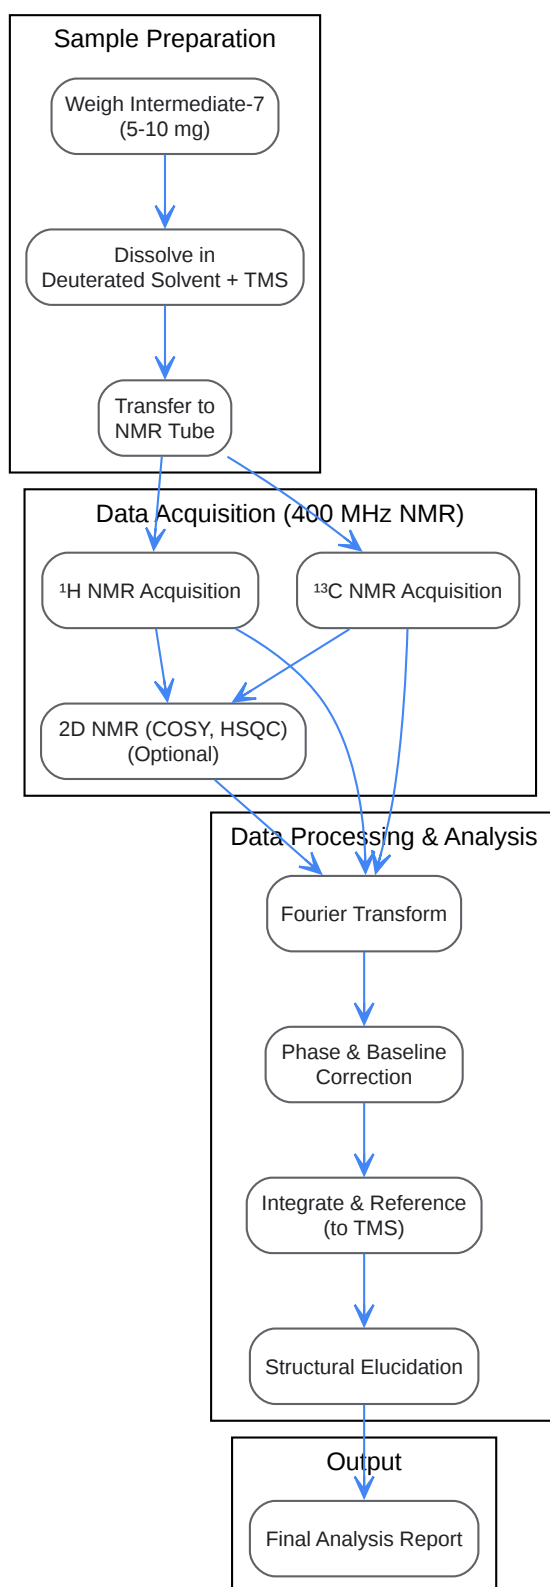 Sample Preparation
Weigh Intermediate-7
(5-10 mg)
Dissolve in
Deuterated Solvent + TMS
Transfer to
NMR Tube
Data Acquisition (400 MHz NMR)
¹H NMR Acquisition
¹³C NMR Acquisition
2D NMR (COSY, HSQC)
(Optional)
Data Processing & Analysis
Fourier Transform
Phase & Baseline
Correction
Integrate & Reference
(to TMS)
Structural Elucidation
Output
Final Analysis Report